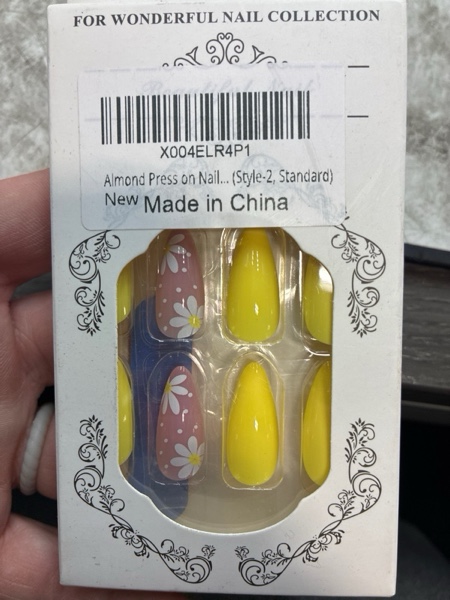 FOR WONDERFUL NAIL COLLECTION
X004ELR4P1
Almond Press on Nail... (Style-2, Standard)
New Made in China